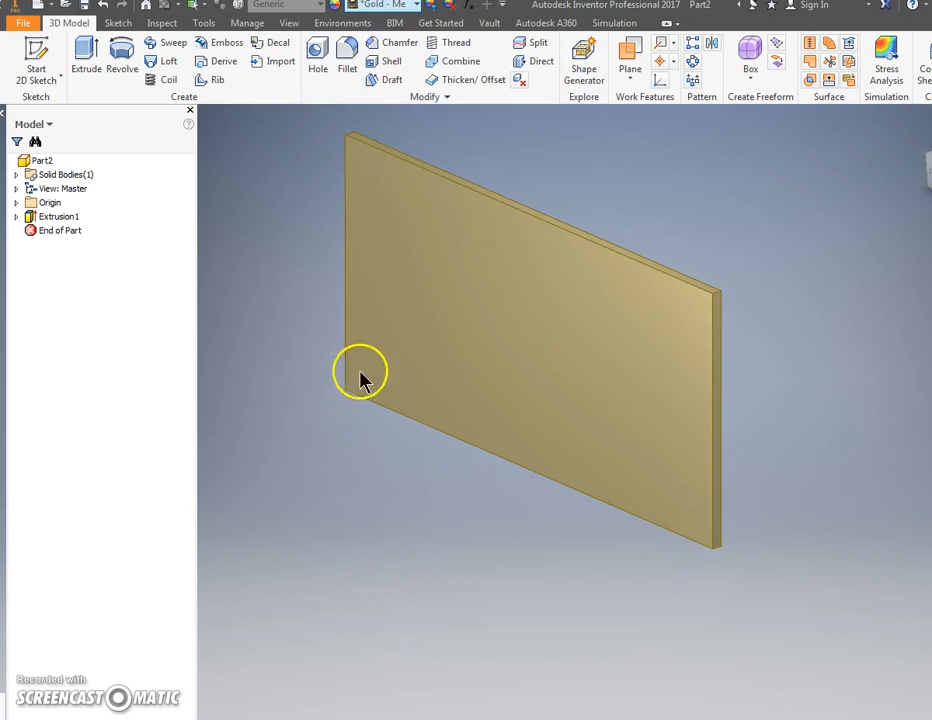 Generic
*Gold - Me
Autodesk Inventor Professional 2017 Part2
Sign In
File
3D Model
Sketch
Inspect
Tools
Manage
View
Environments
BIM
Get Started
Vault
Autodesk A360
Simulation
Start
2D Sketch
Sketch
Extrude
Revolve
Sweep
Loft
Coil
Emboss
Derive
Rib
Decal
Import
Create
Hole
Fillet
Chamfer
Shell
Draft
Thread
Combine
Thicken/ Offset
Split
Direct
Modify
Shape
Generator
Explore
Plane
Work Features
Pattern
Box
Create Freeform
Surface
Stress
Analysis
Simulation
Model
Part2
Solid Bodies(1)
View: Master
Origin
Extrusion1
End of Part
Recorded with
SCREENCAST MATIC